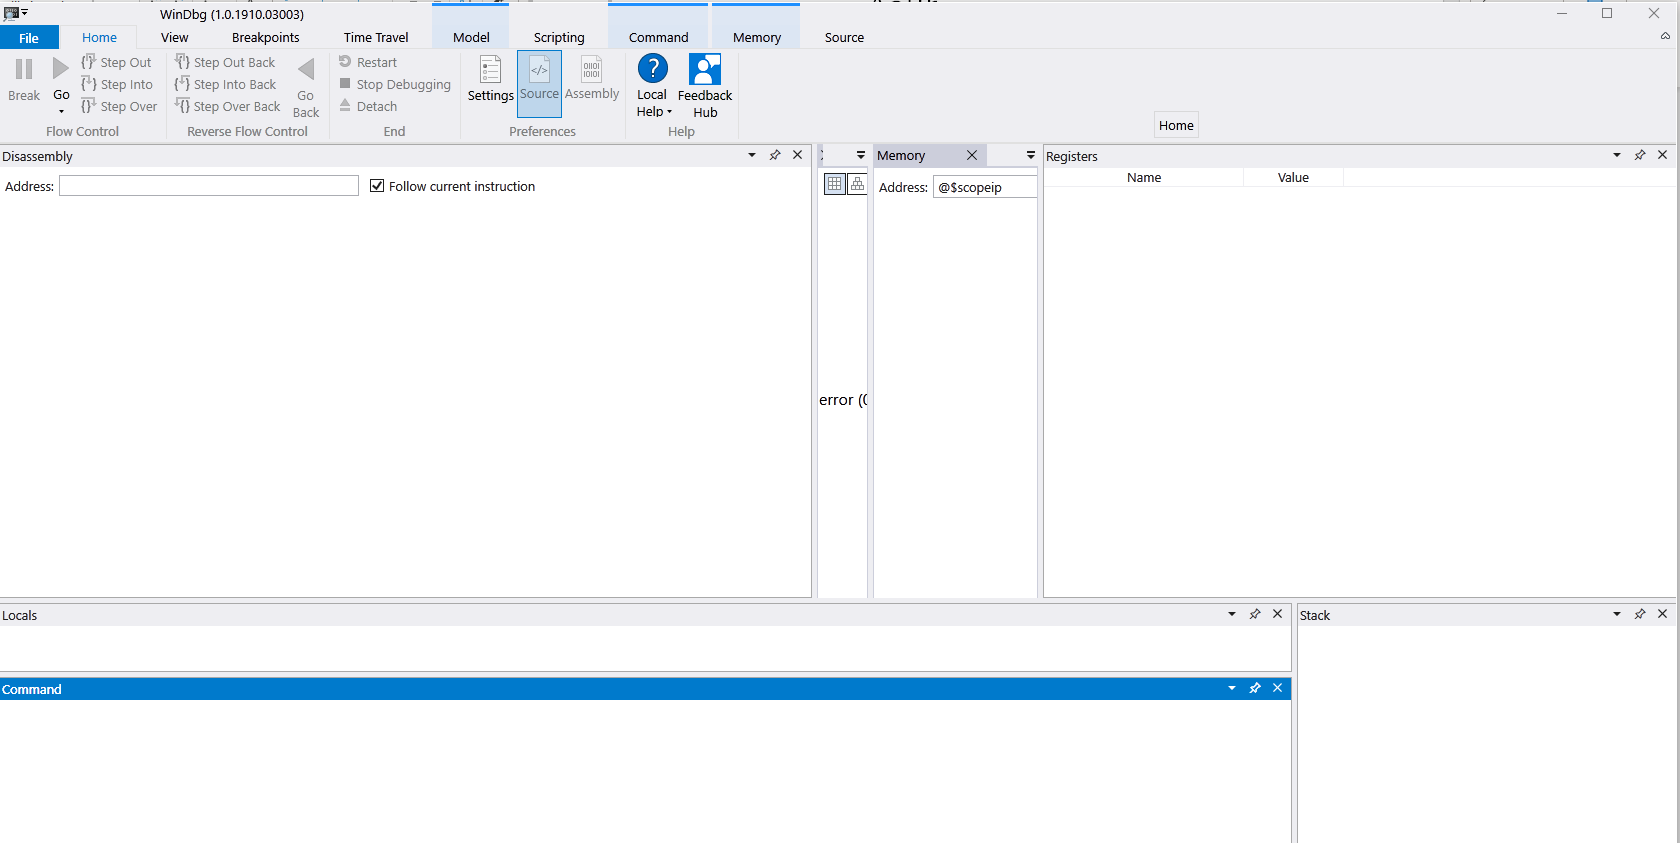 WinDbg (1.0.1910.03003)
File Home View Breakpoints Time Travel Model Scripting Command Memory Source
Break
Go
Step Out
Step Into
Step Over
Flow Control
Step Out Back
Step Into Back
Step Over Back
Go
Back
Reverse Flow Control
Restart
Stop Debugging
Detach
End
Settings
Source
Assembly
Preferences
Local
Help
Feedback
Hub
Help
Home
Disassembly
Address:
Follow current instruction
error (
Memory
Address: @$scopeip
Registers
Name Value
Locals
Stack
Command